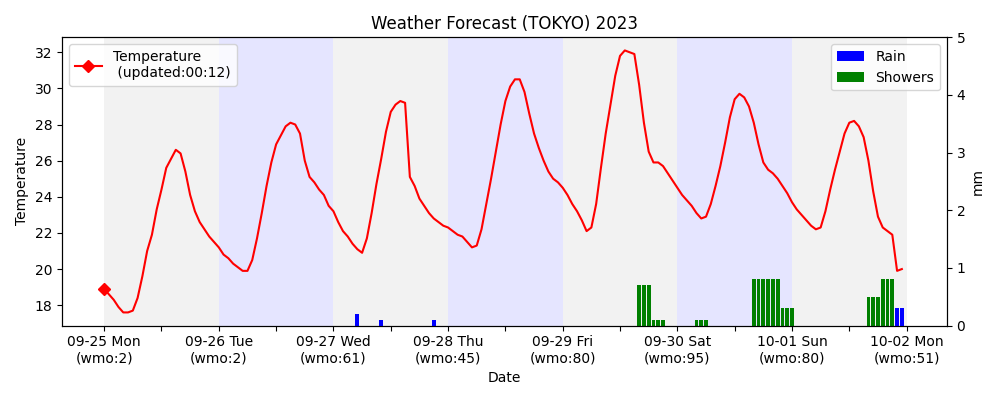 Weather Forecast (TOKYO) 2023
Temperature
(updated:00:12)
Rain
Showers
Temperature
32
30
28
26
24
22
20
18
5
4
3
2
1
0
mm
09-25 Mon
(wmo:2)
09-26 Tue
(wmo:2)
09-27 Wed
(wmo:61)
09-28 Thu
(wmo:45)
09-29 Fri
(wmo:80)
09-30 Sat
(wmo:95)
10-01 Sun
(wmo:80)
10-02 Mon
(wmo:51)
Date